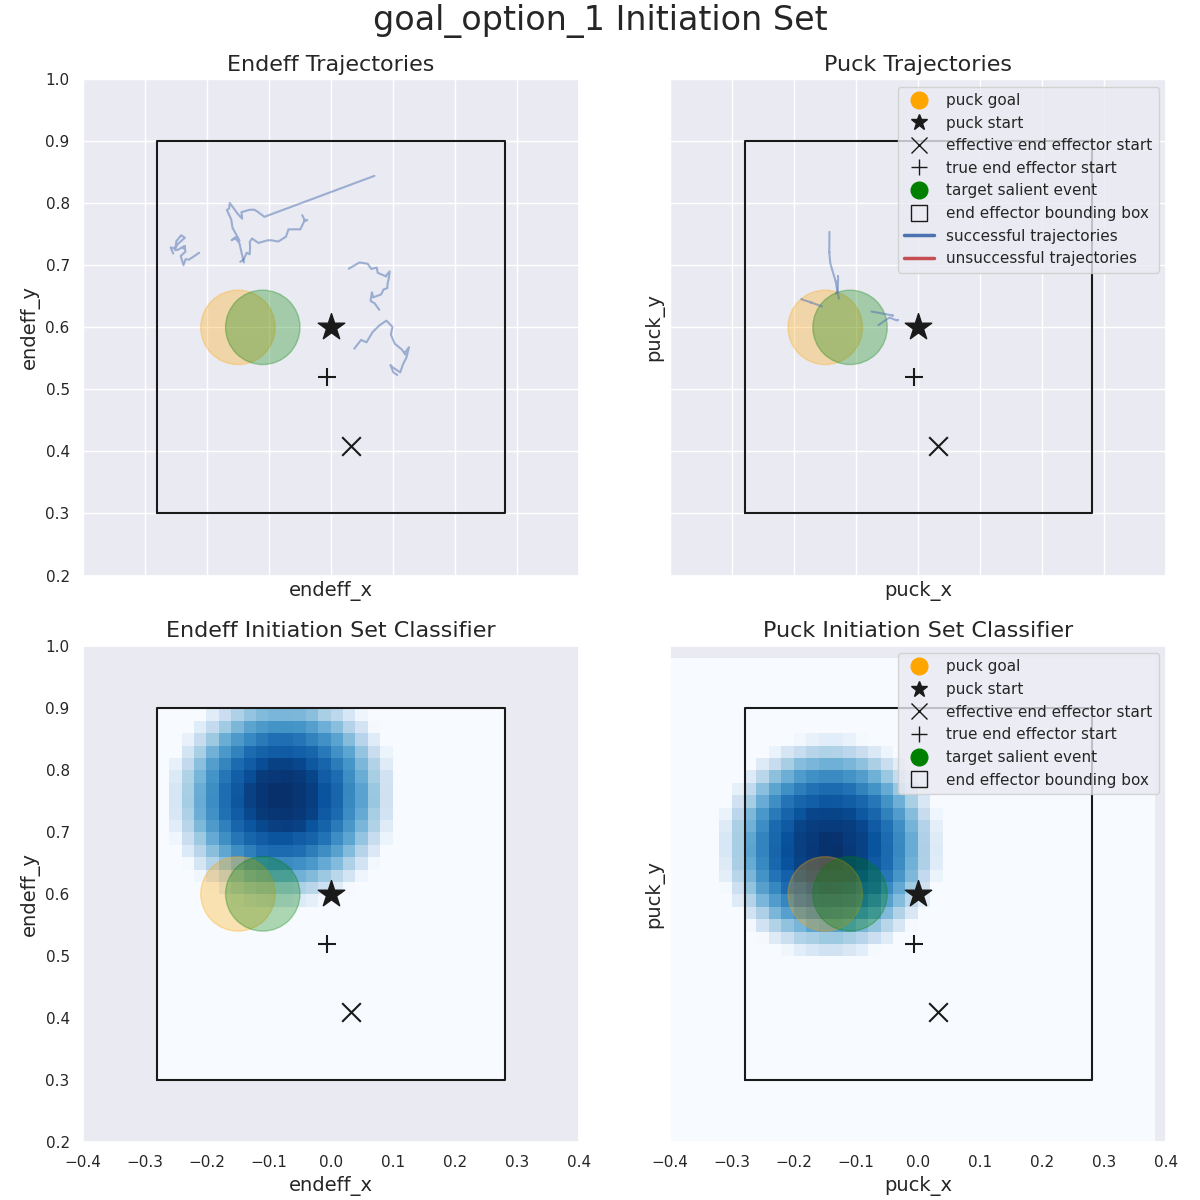 goal_option_1 Initiation Set
Endeff Trajectories
Puck Trajectories
1.0
0.9
0.8
0.7
0.6
0.5
0.4
0.3
0.2
endeff_y
endeff_x
puck goal
puck start
effective end effector start
true end effector start
target salient event
end effector bounding box
successful trajectories
unsuccessful trajectories
puck_y
puck_x
Endeff Initiation Set Classifier
Puck Initiation Set Classifier
1.0
0.9
0.8
0.7
0.6
0.5
0.4
0.3
0.2
endeff_y
−0.4 −0.3 −0.2 −0.1 0.0 0.1 0.2 0.3 0.4
endeff_x
puck goal
puck start
effective end effector start
true end effector start
target salient event
end effector bounding box
puck_y
−0.4 −0.3 −0.2 −0.1 0.0 0.1 0.2 0.3 0.4
puck_x